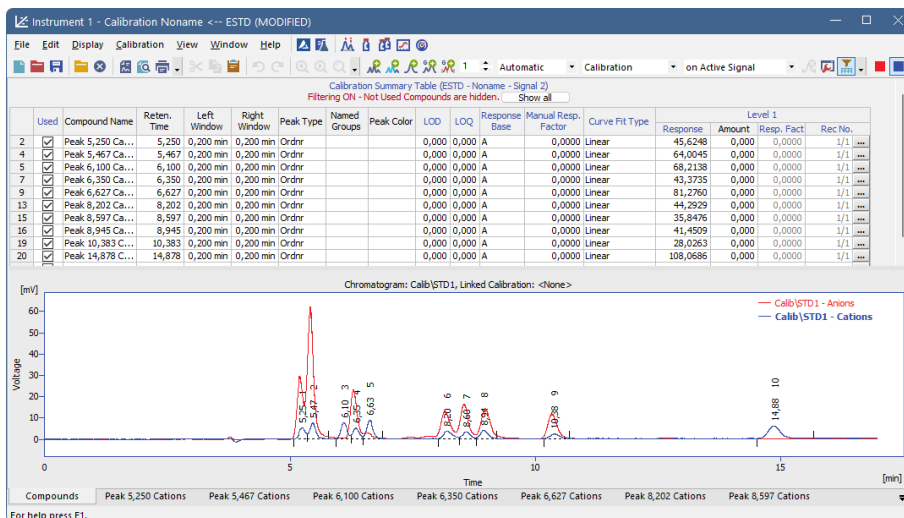 Instrument 1 - Calibration Noname <-- ESTD (MODIFIED)
File Edit Display Calibration View Window Help
1 Automatic Calibration on Active Signal
Calibration Summary Table (ESTD - Noname - Signal 2)
Filtering ON - Not Used Compounds are hidden. Show all
Used Compound Name Reten. Time Left Window Right Window Peak Type Named Groups Peak Color LOD LOQ Response Base Manual Resp. Factor Curve Fit Type Level 1
Response Amount Resp. Fact Rec No.
2 Peak 5,250 Ca... 5,250 0,200 min 0,200 min Ordnr 0,000 0,000 A 0,0000 Linear 45,6248 0,000 0,0000 1/1 ...
4 Peak 5,467 Ca... 5,467 0,200 min 0,200 min Ordnr 0,000 0,000 A 0,0000 Linear 64,0045 0,000 0,0000 1/1 ...
5 Peak 6,100 Ca... 6,100 0,200 min 0,200 min Ordnr 0,000 0,000 A 0,0000 Linear 68,2138 0,000 0,0000 1/1 ...
7 Peak 6,350 Ca... 6,350 0,200 min 0,200 min Ordnr 0,000 0,000 A 0,0000 Linear 43,3735 0,000 0,0000 1/1 ...
9 Peak 6,627 Ca... 6,627 0,200 min 0,200 min Ordnr 0,000 0,000 A 0,0000 Linear 81,2760 0,000 0,0000 1/1 ...
13 Peak 8,202 Ca... 8,202 0,200 min 0,200 min Ordnr 0,000 0,000 A 0,0000 Linear 44,2929 0,000 0,0000 1/1 ...
15 Peak 8,597 Ca... 8,597 0,200 min 0,200 min Ordnr 0,000 0,000 A 0,0000 Linear 35,8476 0,000 0,0000 1/1 ...
16 Peak 8,945 Ca... 8,945 0,200 min 0,200 min Ordnr 0,000 0,000 A 0,0000 Linear 41,4509 0,000 0,0000 1/1 ...
19 Peak 10,383 C... 10,383 0,200 min 0,200 min Ordnr 0,000 0,000 A 0,0000 Linear 28,0263 0,000 0,0000 1/1 ...
20 Peak 14,878 C... 14,878 0,200 min 0,200 min Ordnr 0,000 0,000 A 0,0000 Linear 108,0686 0,000 0,0000 1/1 ...
Chromatogram: Calib\STD1, Linked Calibration: <None>
[mV]
Calib\STD1 - Anions
Calib\STD1 - Cations
60
50
40
30
20
10
0
Voltage
5,25 1
5,47 2
6,10 3
6,35 4
6,63 5
8,20 6
8,60 7
8,94 8
10,38 9
14,88 10
0 5 10 15
Time [min]
Compounds Peak 5,250 Cations Peak 5,467 Cations Peak 6,100 Cations Peak 6,350 Cations Peak 6,627 Cations Peak 8,202 Cations Peak 8,597 Cations
For help press F1.